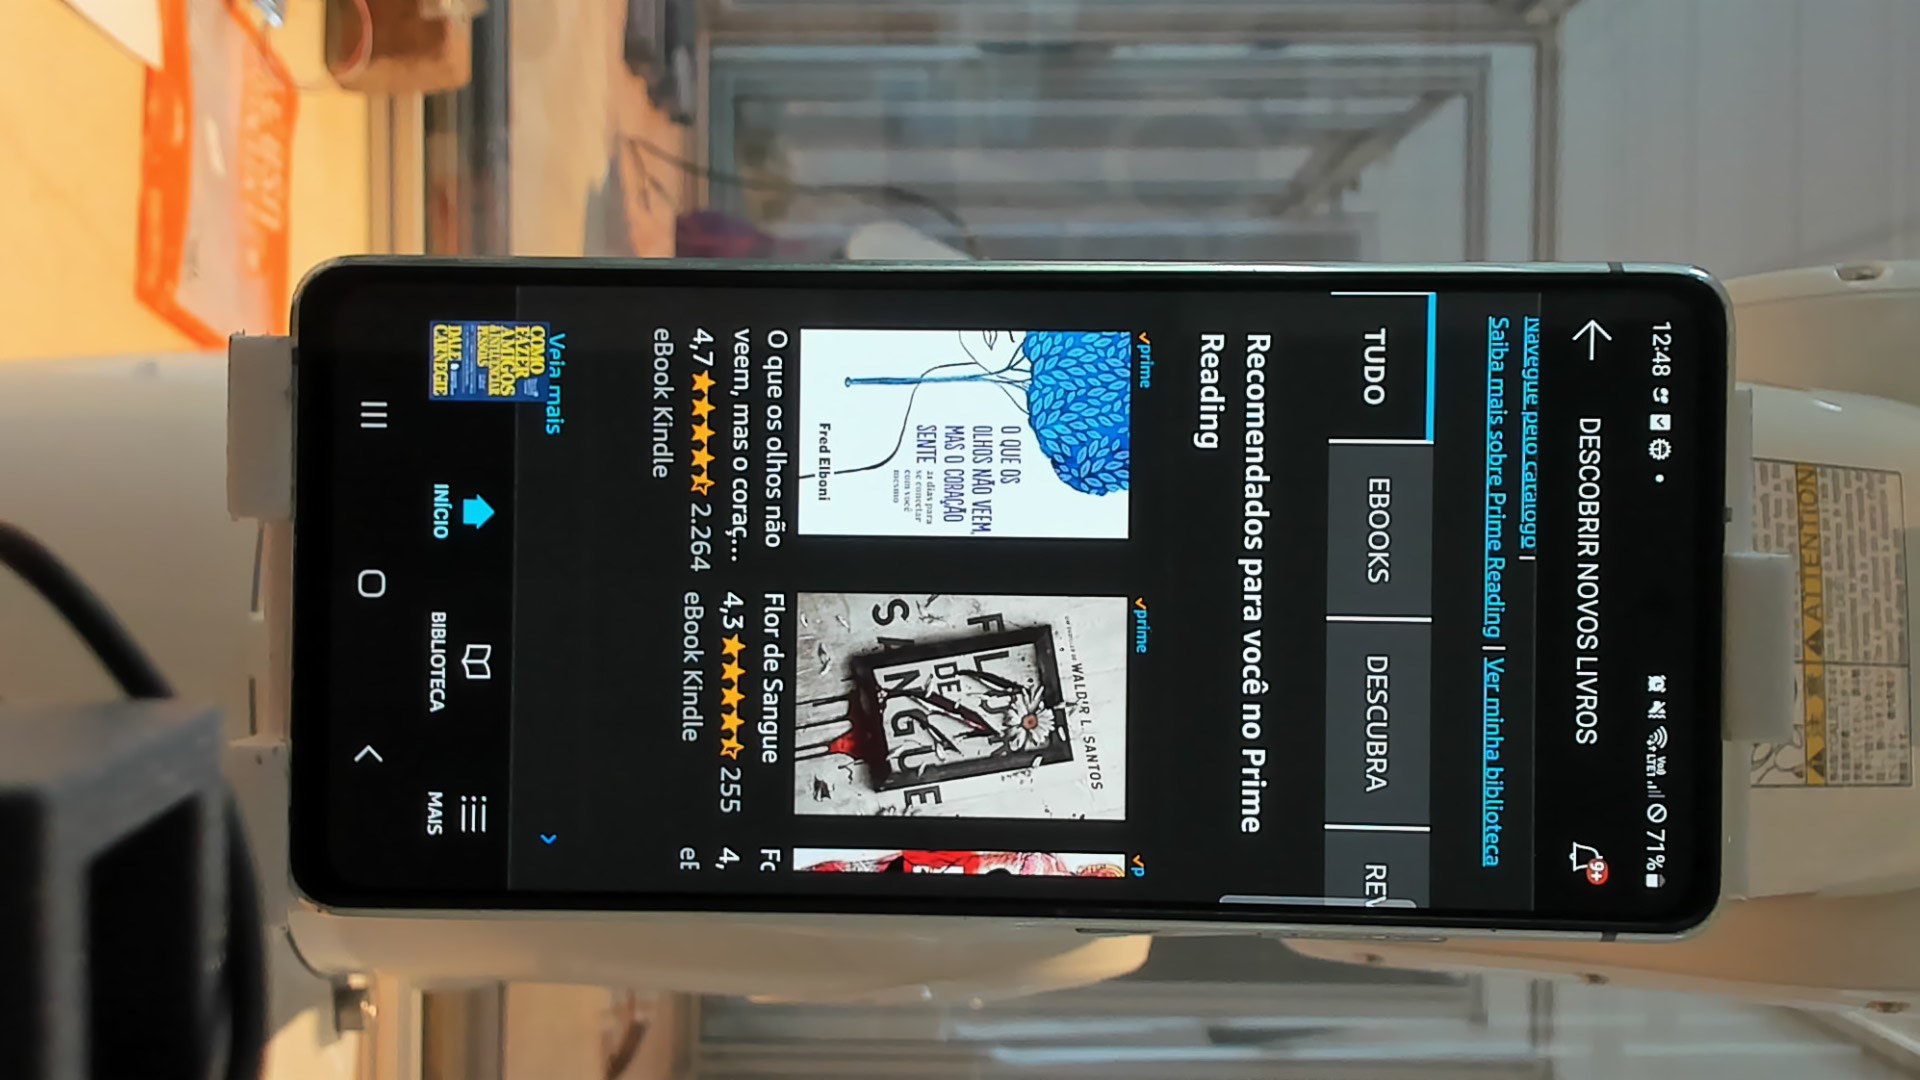 12:48
71%
DESCOBRIR NOVOS LIVROS
9+
Navegue pelo catálogo |
Saiba mais sobre Prime Reading | Ver minha biblioteca
TUDO
EBOOKS
DESCUBRA
REV
Recomendados para você no Prime
Reading
prime
prime
p
O QUE OS
OLHOS NÃO VEEM,
MAS O CORAÇÃO
SENTE
21 dias para
se conectar
com você
mesmo
Fred Elboni
WALDIR L. SANTOS
FLOR
DE
SANGUE
O que os olhos não
veem, mas o coraç...
4,7 2.264
eBook Kindle
Flor de Sangue
4,3 255
eBook Kindle
Fc
4,
eE
Veja mais
COMO
FAZER
AMIGOS
& INFLUENCIAR
PESSOAS
DALE
CARNEGIE
INÍCIO
BIBLIOTECA
MAIS
ATTENTION